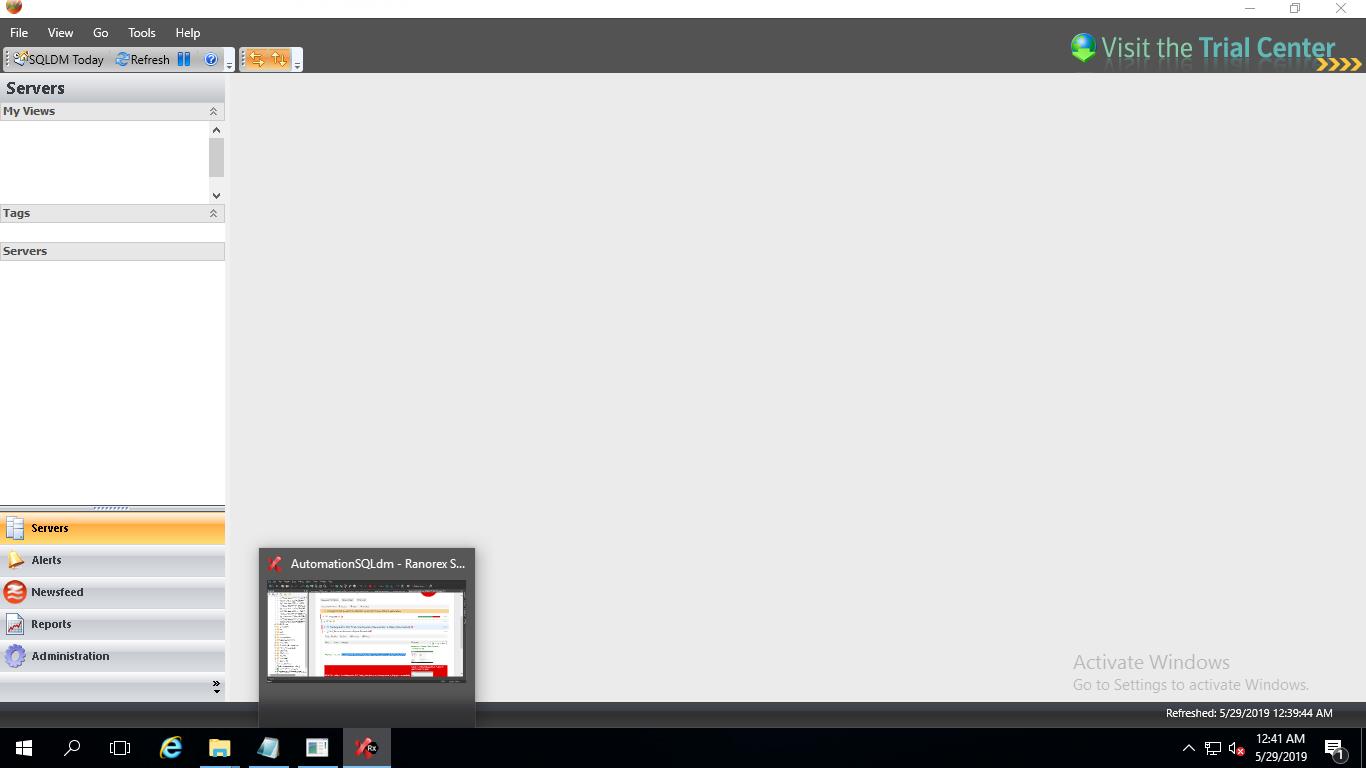 File View Go Tools Help
SQLDM Today Refresh
Visit the Trial Center
Servers
My Views
Tags
Servers
Servers
Alerts
Newsfeed
Reports
Administration
AutomationSQLdm - Ranorex S...
Activate Windows
Go to Settings to activate Windows.
Refreshed: 5/29/2019 12:39:44 AM
Rx
12:41 AM
5/29/2019
1